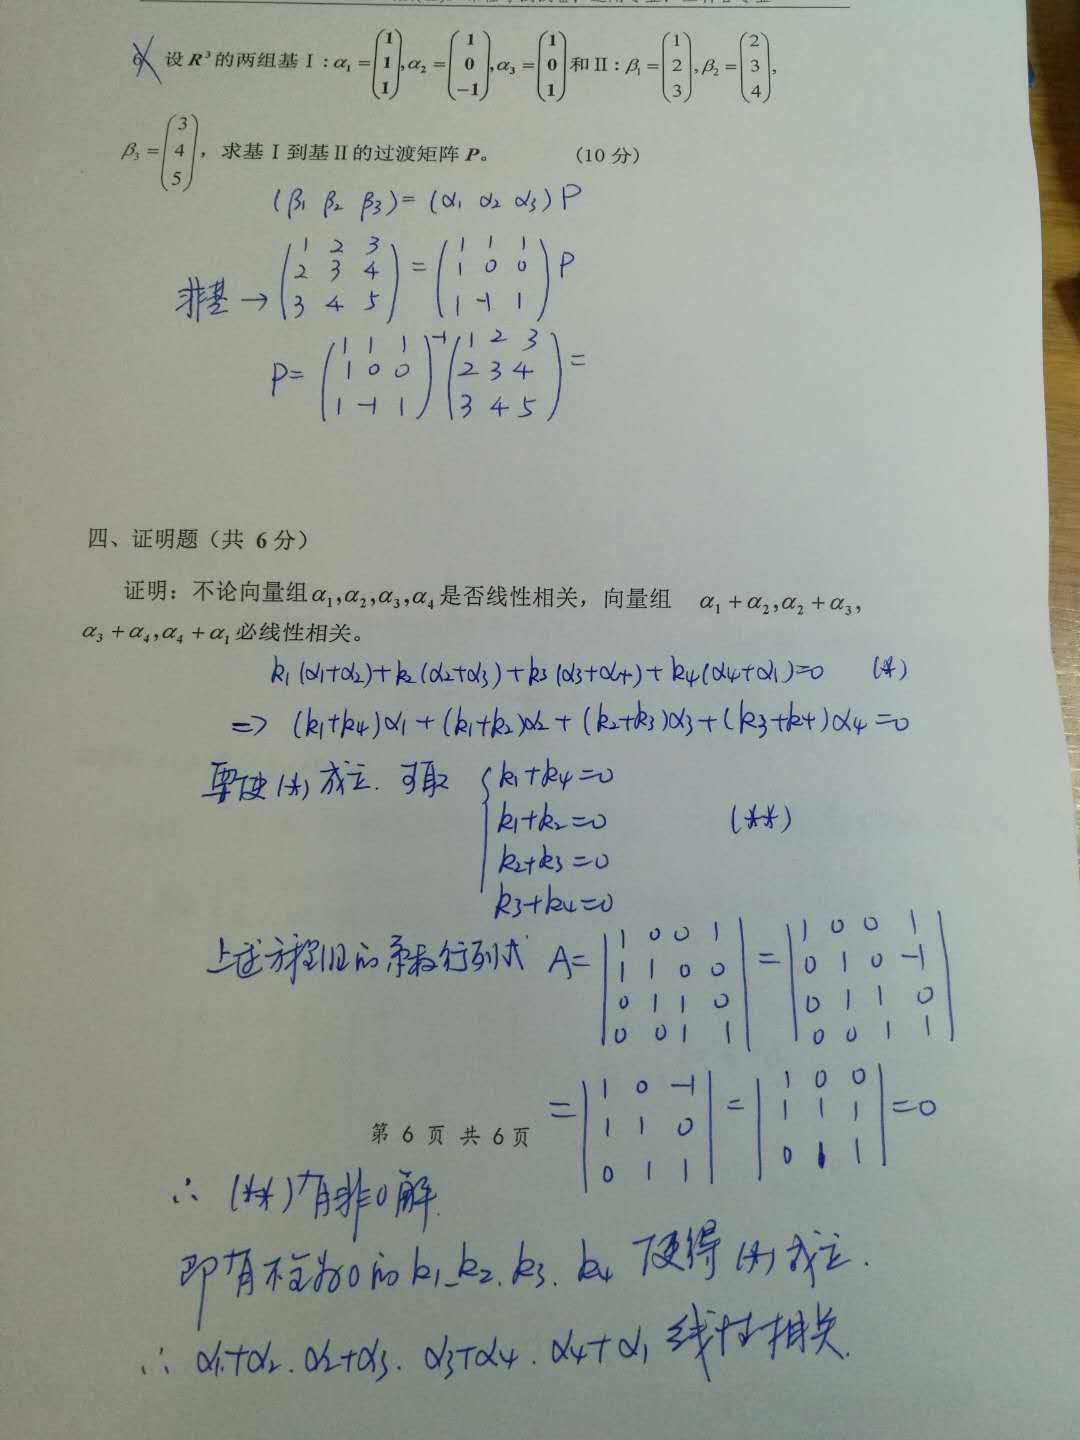 6 设 R³ 的两组基 Ⅰ: α₁ = (1 1 1), α₂ = (1 0 −1), α₃ = (1 0 1) 和 Ⅱ: β₁ = (1 2 3), β₂ = (2 3 4),
β₃ = (3 4 5), 求基 Ⅰ 到基 Ⅱ 的过渡矩阵 P。 (10 分)
(β₁ β₂ β₃) = (α₁ α₂ α₃) P
非基 → (1 2 3 / 2 3 4 / 3 4 5) = (1 1 1 / 1 0 0 / 1 -1 1) P
P = (1 1 1 / 1 0 0 / 1 -1 1)⁻¹ (1 2 3 / 2 3 4 / 3 4 5) =
四、证明题（共 6 分）
证明：不论向量组 α₁,α₂,α₃,α₄ 是否线性相关，向量组 α₁ + α₂, α₂ + α₃,
α₃ + α₄, α₄ + α₁ 必线性相关。
k₁(α₁+α₂)+k₂(α₂+α₃)+k₃(α₃+α₄)+k₄(α₄+α₁)=0 (*)
=> (k₁+k₄)α₁+(k₁+k₂)α₂+(k₂+k₃)α₃+(k₃+k₄)α₄=0
要使(*)成立. 可取 { k₁+k₄=0
k₁+k₂=0 (**)
k₂+k₃=0
k₃+k₄=0
上述方程组的系数行列式 A= |1 0 0 1 / 1 1 0 0 / 0 1 1 0 / 0 0 1 1| = |1 0 0 1 / 0 1 0 -1 / 0 1 1 0 / 0 0 1 1|
= |1 0 -1 / 1 1 0 / 0 1 1| = |1 0 0 / 1 1 1 / 0 1 1| =0
第 6 页 共 6 页
∴ (**)有非0解.
即有不全为0的 k₁、k₂、k₃、k₄ 使得(*)成立.
∴ α₁+α₂、α₂+α₃、α₃+α₄、α₄+α₁ 线性相关.